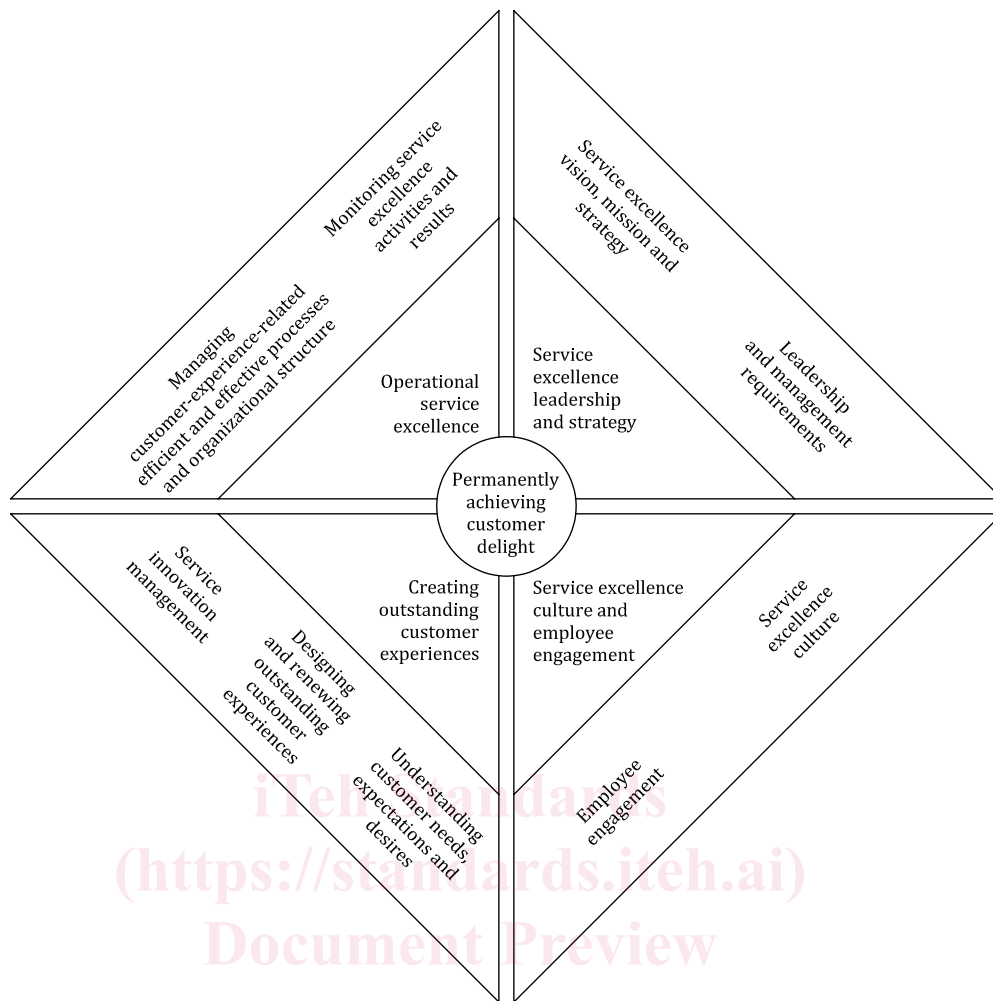 Monitoring service
excellence
activities and
results
Service excellence
vision, mission and
strategy
Managing
customer-experience-related
efficient and effective processes
and organizational structure
Leadership
and management
requirements
Operational
service
excellence
Service
excellence
leadership
and strategy
Permanently
achieving
customer
delight
Creating
outstanding
customer
experiences
Service excellence
culture and
employee
engagement
Service
innovation
management
Designing
and renewing
outstanding
customer
experiences
Understanding
customer needs,
expectations and
desires
Service
excellence
culture
Employee
engagement
iTeh Standards
(https://standards.iteh.ai)
Document Preview